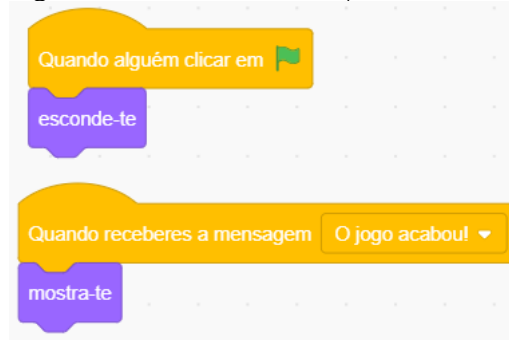 Quando alguém clicar em
esconde-te
Quando receberes a mensagem O jogo acabou!
mostra-te